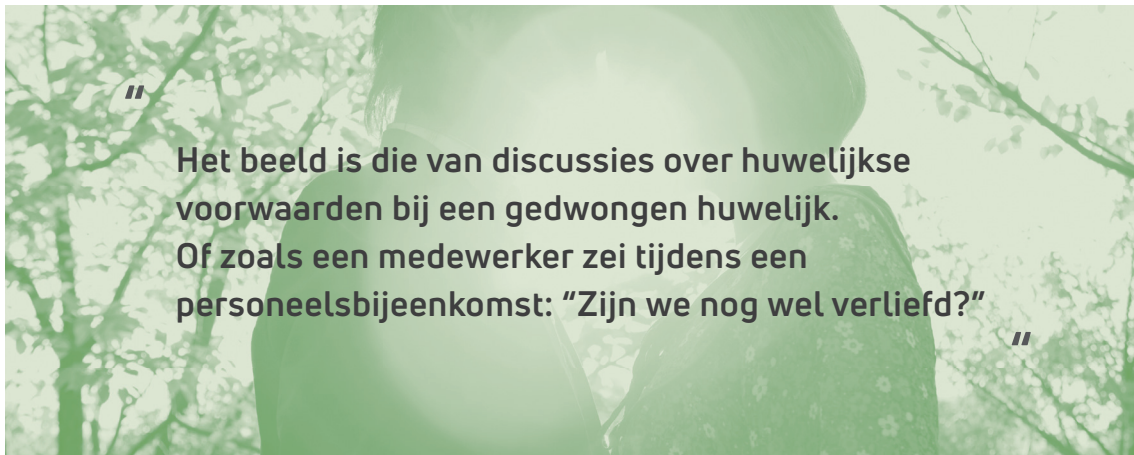 “
Het beeld is die van discussies over huwelijkse
voorwaarden bij een gedwongen huwelijk.
Of zoals een medewerker zei tijdens een
personeelsbijeenkomst: “Zijn we nog wel verliefd?”
“